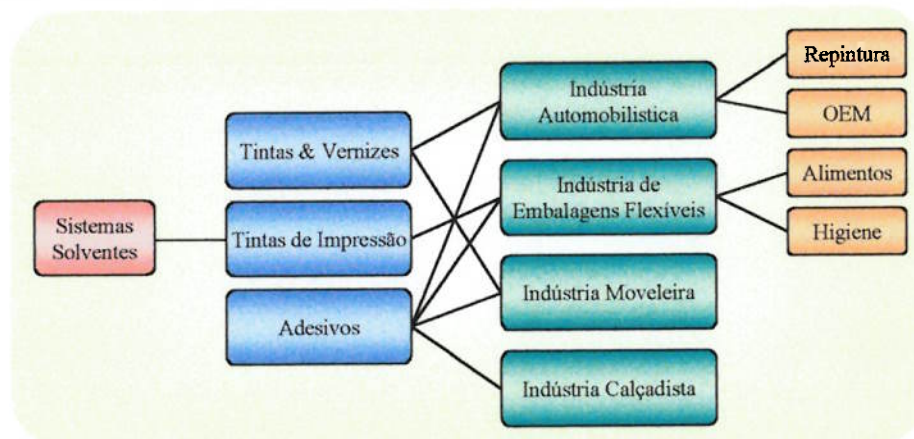 Sistemas
Solventes
Tintas & Vernizes
Tintas de Impressão
Adesivos
Indústria
Automobilistica
Indústria de
Embalagens Flexíveis
Indústria Moveleira
Indústria Calçadista
Repintura
OEM
Alimentos
Higiene